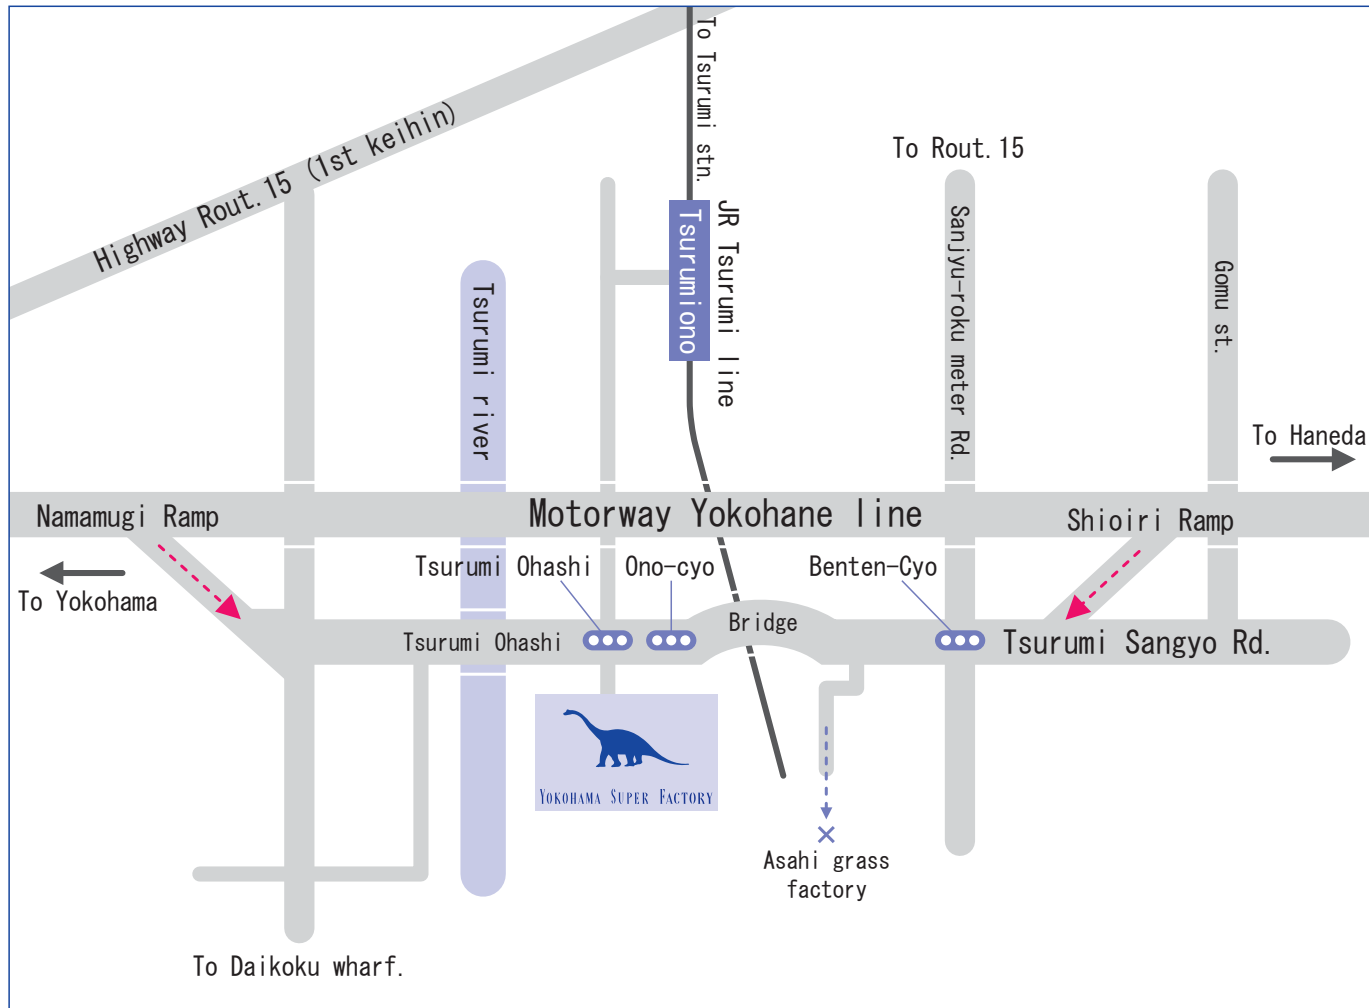 To Tsurumi stn.
To Rout.15
Highway Rout.15 (1st keihin)
Tsurumiono
JR Tsurumi line
Sanjyu-roku meter Rd.
Gomu st.
Tsurumi river
To Haneda
Namamugi Ramp
Motorway Yokohane line
Shioiri Ramp
To Yokohama
Tsurumi Ohashi
Ono-cyo
Benten-Cyo
Tsurumi Ohashi
Bridge
Tsurumi Sangyo Rd.
YOKOHAMA SUPER FACTORY
Asahi grass
factory
To Daikoku wharf.